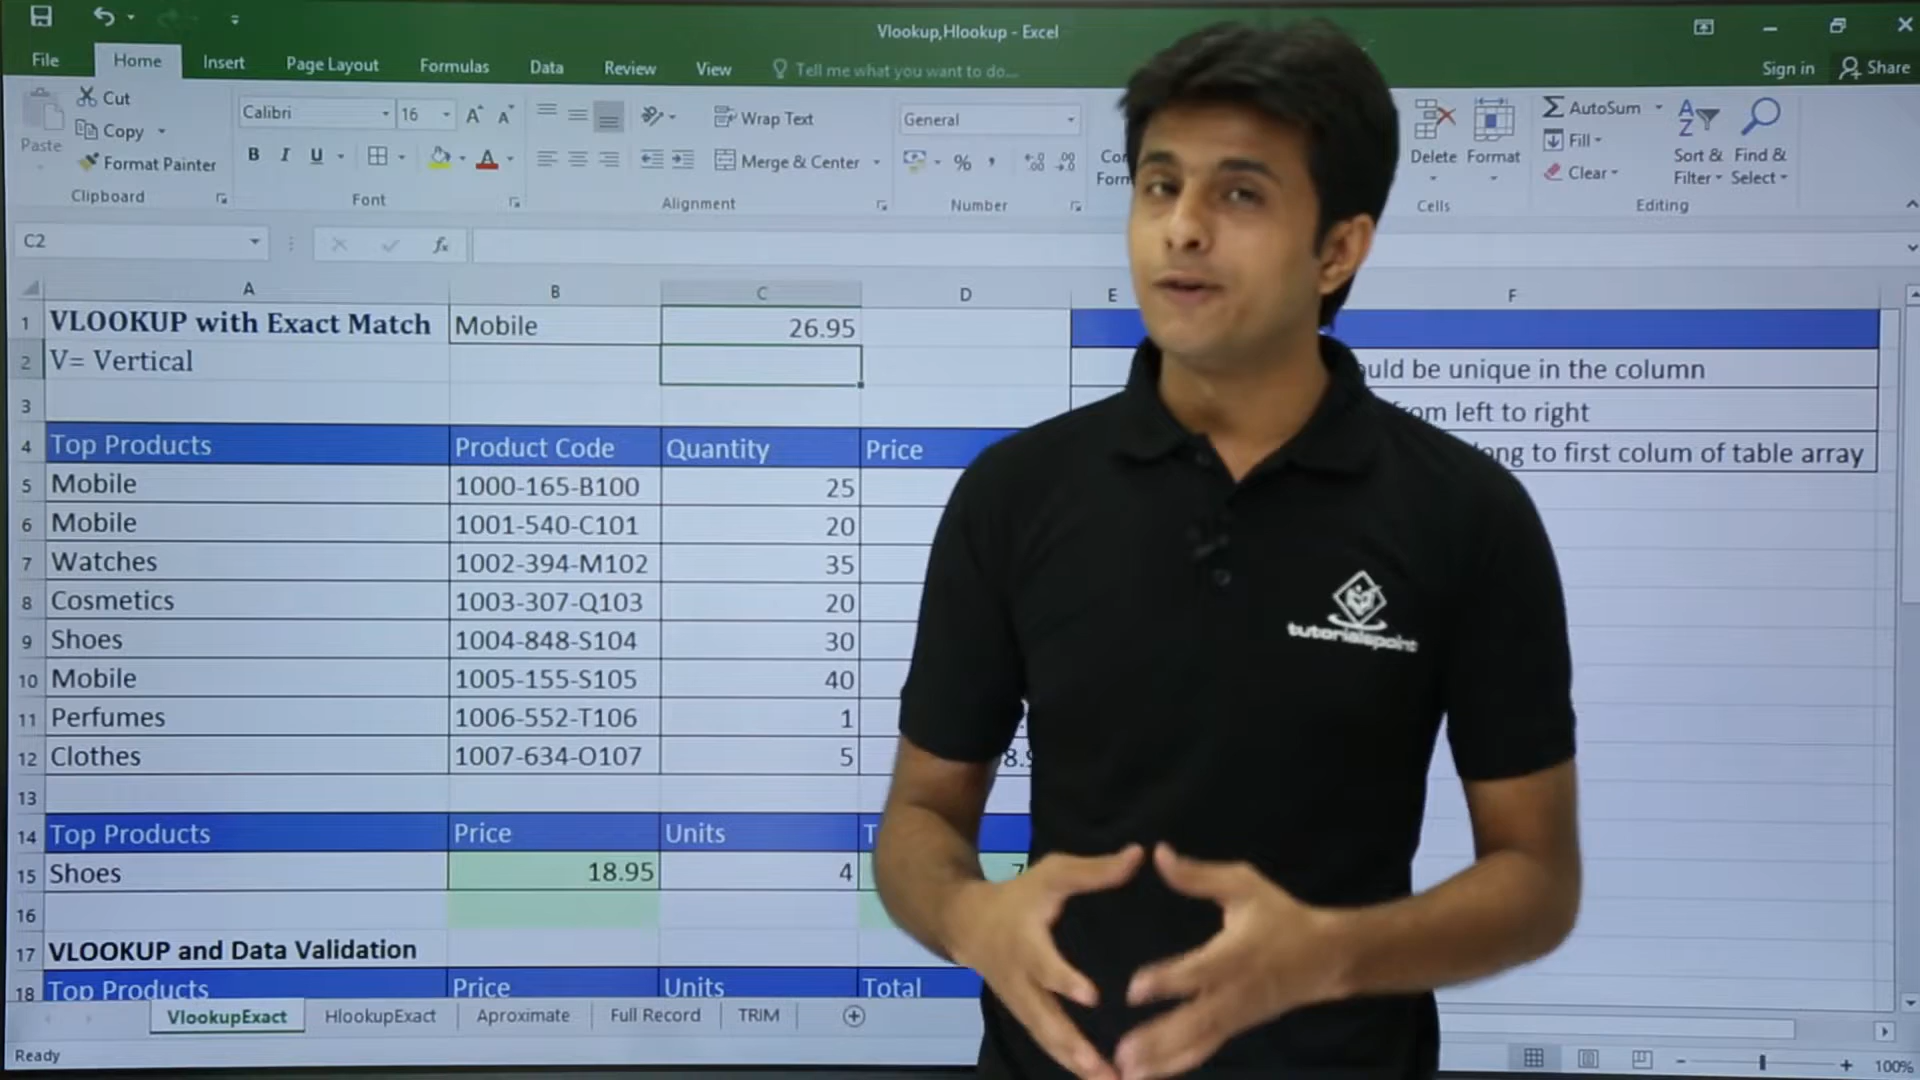 Vlookup,Hlookup - Excel
File Home Insert Page Layout Formulas Data Review View Tell me what you want to do... Sign in Share
Cut
Copy
Paste
Format Painter
Clipboard
Calibri 16
B I U
Font
Wrap Text
Merge & Center
Alignment
General
%
Number
Delete Format
Cells
AutoSum
Fill
Clear
Sort & Filter
Find & Select
Editing
C2
fx
A B C D E F
1 VLOOKUP with Exact Match Mobile 26.95
2 V= Vertical uld be unique in the column
3 om left to right
4 Top Products Product Code Quantity Price ong to first colum of table array
5 Mobile 1000-165-B100 25
6 Mobile 1001-540-C101 20
7 Watches 1002-394-M102 35
8 Cosmetics 1003-307-Q103 20
9 Shoes 1004-848-S104 30
10 Mobile 1005-155-S105 40
11 Perfumes 1006-552-T106 1
12 Clothes 1007-634-O107 5
13
14 Top Products Price Units T
15 Shoes 18.95 4 7
16
17 VLOOKUP and Data Validation
18 Top Products Price Units Total
VlookupExact HlookupExact Aproximate Full Record TRIM
Ready 100%
tutorialspoint